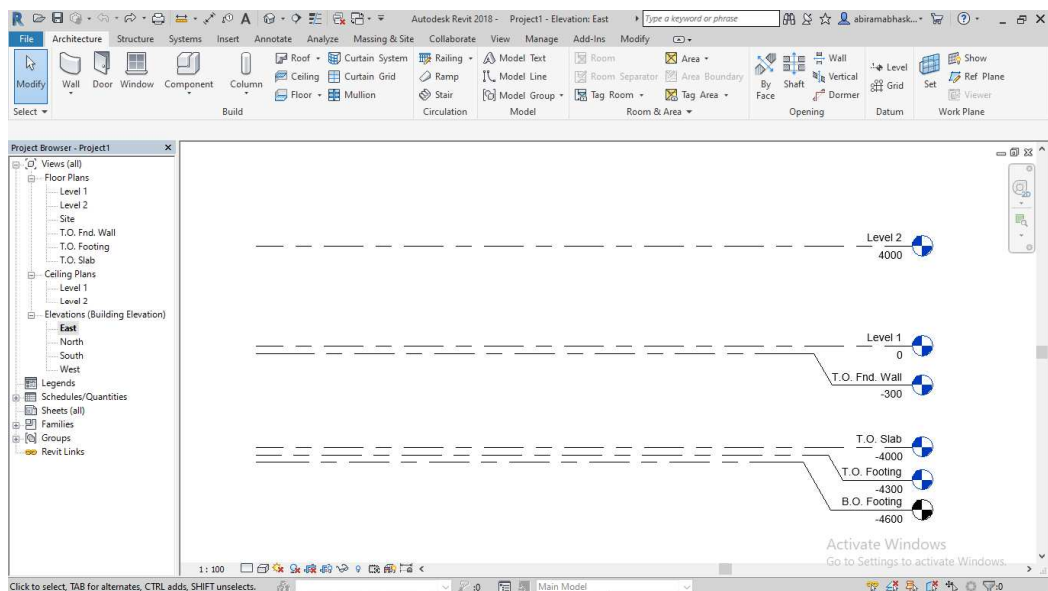 Autodesk Revit 2018 - Project1 - Elevation: East
Type a keyword or phrase
abirambhask...
File Architecture Structure Systems Insert Annotate Analyze Massing & Site Collaborate View Manage Add-Ins Modify
Modify
Wall
Door
Window
Component
Column
Roof
Ceiling
Floor
Curtain System
Curtain Grid
Mullion
Railing
Ramp
Stair
Model Text
Model Line
Model Group
Room
Room Separator
Tag Room
Area
Area Boundary
Tag Area
By Face
Shaft
Wall
Vertical
Dormer
Level
Grid
Set
Show
Ref Plane
Viewer
Select Build Circulation Model Room & Area Opening Datum Work Plane
Project Browser - Project1
Views (all)
Floor Plans
Level 1
Level 2
Site
T.O. Fnd. Wall
T.O. Footing
T.O. Slab
Ceiling Plans
Level 1
Level 2
Elevations (Building Elevation)
East
North
South
West
Legends
Schedules/Quantities
Sheets (all)
Families
Groups
Revit Links
Level 2
4000
Level 1
0
T.O. Fnd. Wall
-300
T.O. Slab
-4000
T.O. Footing
-4300
B.O. Footing
-4600
Activate Windows
Go to Settings to activate Windows.
1 : 100
Click to select, TAB for alternates, CTRL adds, SHIFT unselects.
:0
Main Model
:0